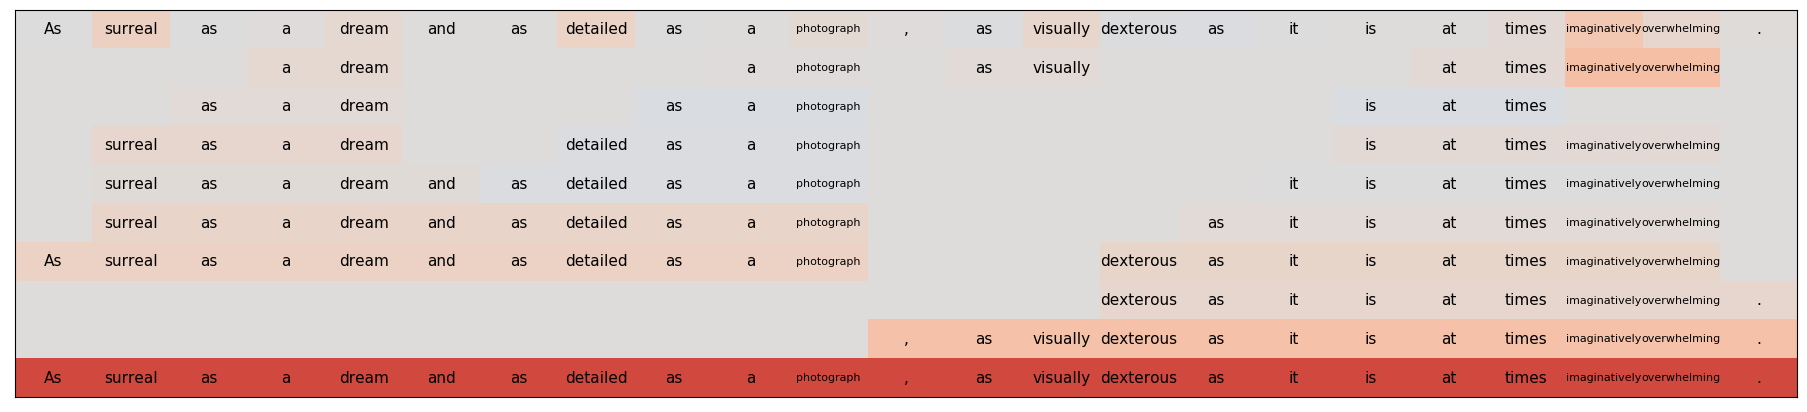 As surreal as a dream and as detailed as a photograph , as visually dexterous as it is at times imaginatively overwhelming .
a dream a photograph as visually at times imaginatively overwhelming
as a dream as a photograph is at times
surreal as a dream detailed as a photograph is at times imaginatively overwhelming
surreal as a dream and as detailed as a photograph it is at times imaginatively overwhelming
surreal as a dream and as detailed as a photograph as it is at times imaginatively overwhelming
As surreal as a dream and as detailed as a photograph dexterous as it is at times imaginatively overwhelming
dexterous as it is at times imaginatively overwhelming .
, as visually dexterous as it is at times imaginatively overwhelming .
As surreal as a dream and as detailed as a photograph , as visually dexterous as it is at times imaginatively overwhelming .